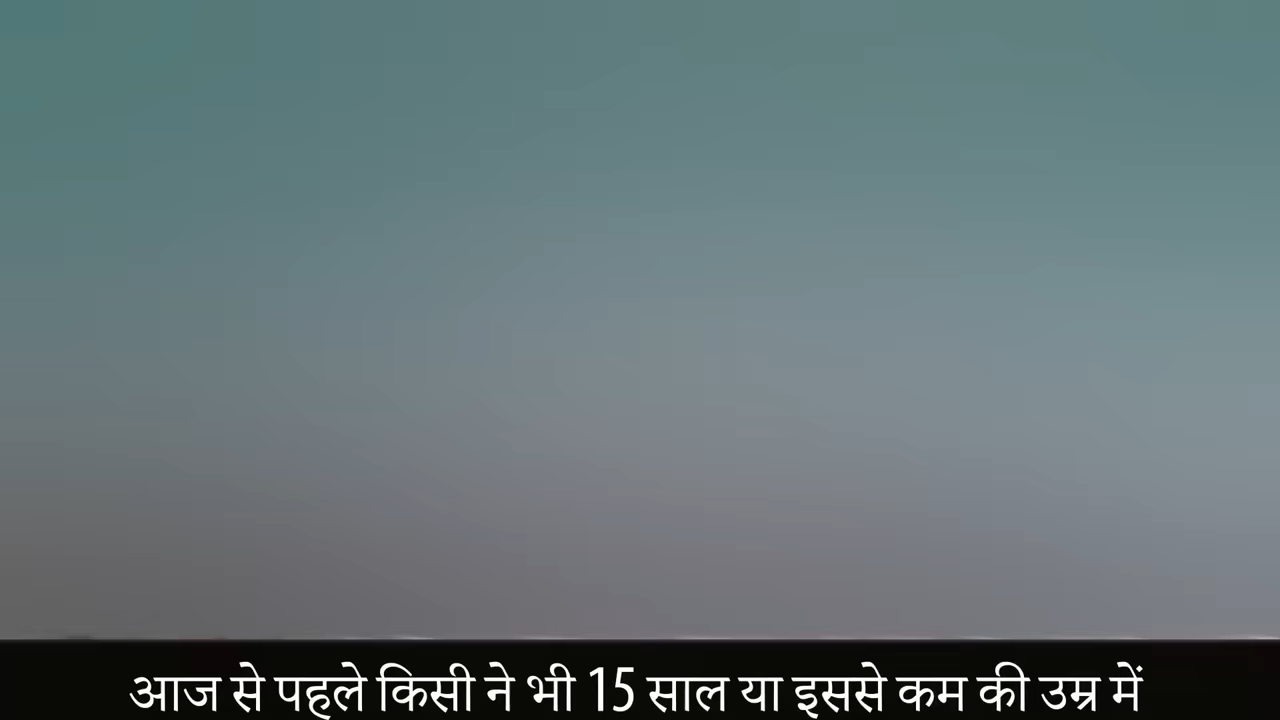 आज से पहले किसी ने भी 15 साल या इससे कम की उम्र में